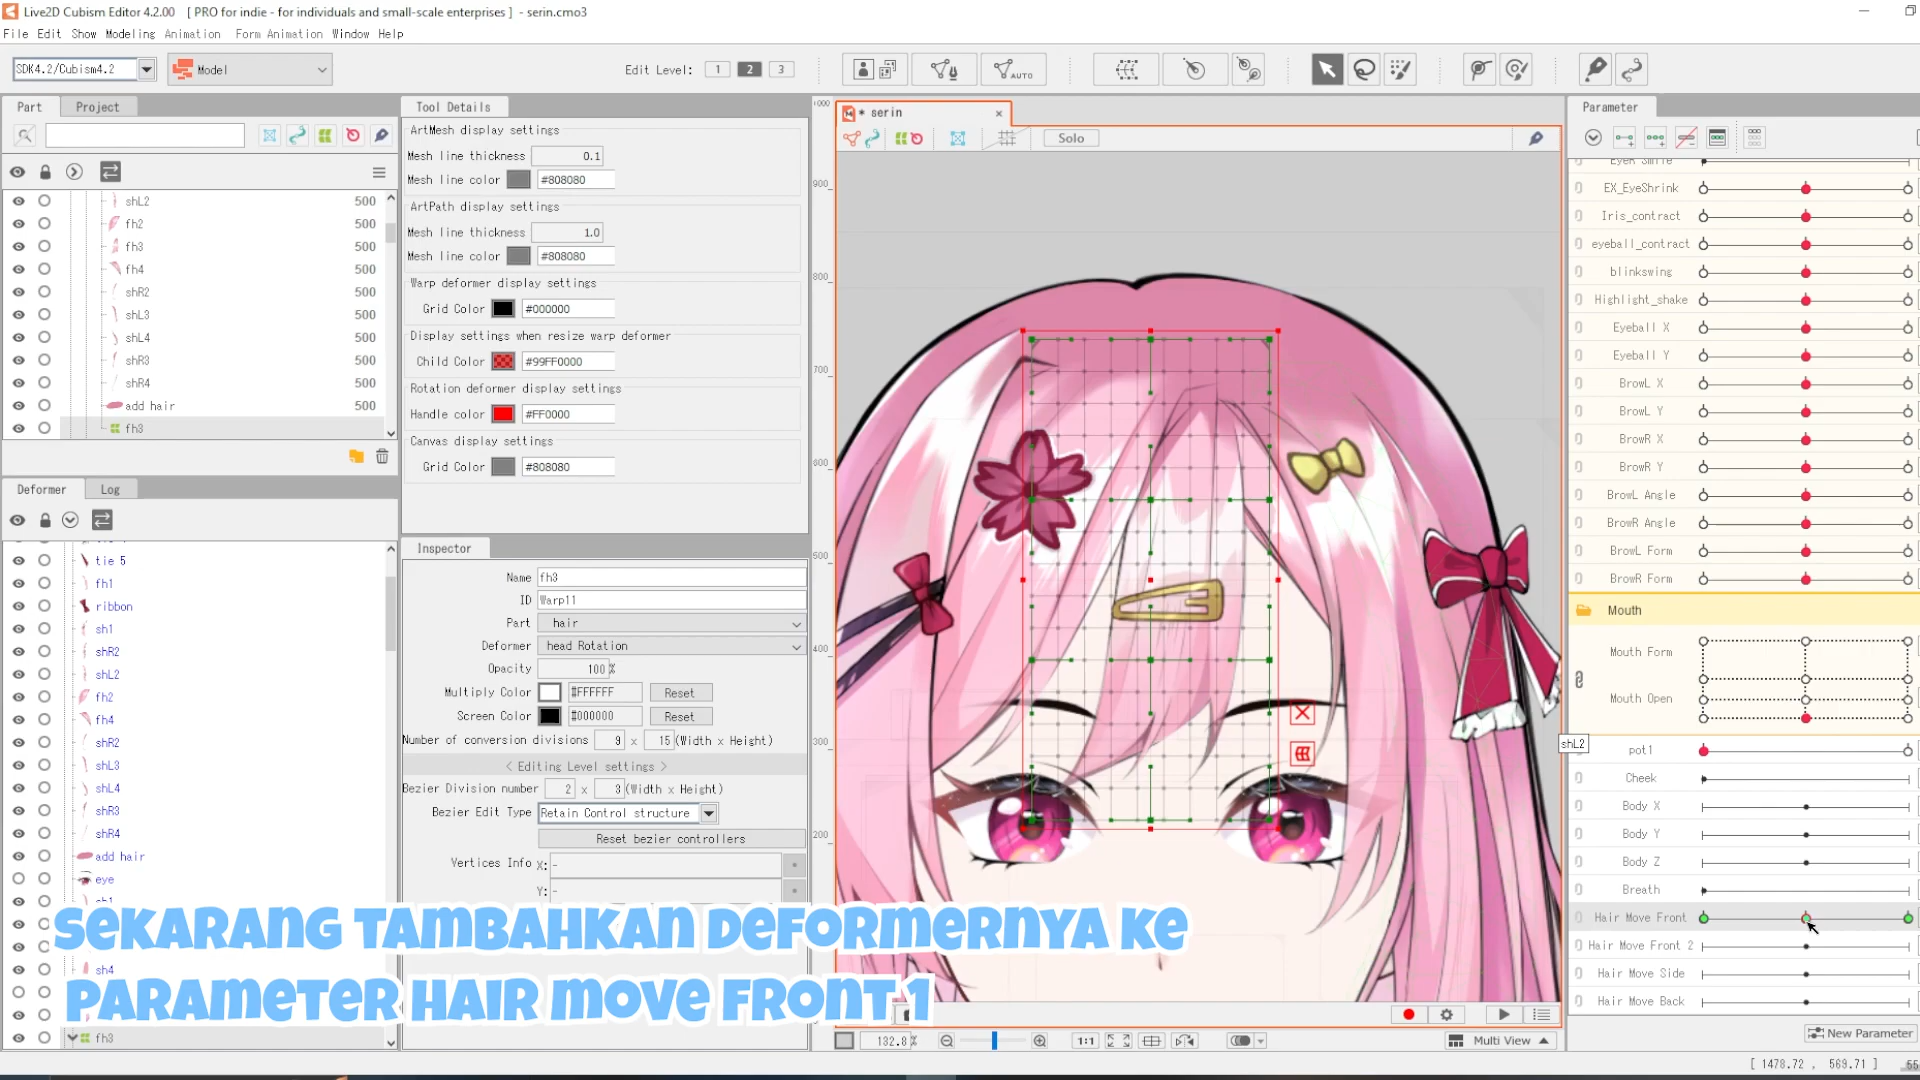 Live2D Cubism Editor 4.2.00 [ PRO for indie - for individuals and small-scale enterprises ] - serin.cmo3
File Edit Show Modeling Animation Form Animation Window Help
SDK4.2/Cubism4.2
Model
Edit Level: 1 2 3
AUTO
Part
Project
shL2 500
fh2 500
fh3 500
fh4 500
shR2 500
shL3 500
shL4 500
shR3 500
shR4 500
add hair 500
fh3
Deformer
Log
tie 5
fh1
ribbon
sh1
shR2
shL2
fh2
fh4
shR2
shL3
shL4
shR3
shR4
add hair
eye
sh4
fh3
Tool Details
ArtMesh display settings
Mesh line thickness 0.1
Mesh line color #808080
ArtPath display settings
Mesh line thickness 1.0
Mesh line color #808080
Warp deformer display settings
Grid Color #000000
Display settings when resize warp deformer
Child Color #99FF0000
Rotation deformer display settings
Handle color #FF0000
Canvas display settings
Grid Color #808080
Inspector
Name fh3
ID Warp11
Part hair
Deformer head Rotation
Opacity 100 %
Multiply Color #FFFFFF Reset
Screen Color #000000 Reset
Number of conversion divisions 9 x 15 (Width x Height)
< Editing Level settings >
Bezier Division number 2 x 3 (Width x Height)
Bezier Edit Type Retain Control structure
Reset bezier controllers
Vertices Info X: -
Y: -
* serin
Solo
900
800
700
600
500
400
300
200
132.8%
1:1
Multi View
shL2
Parameter
EyeR Smile
EX_EyeShrink
Iris_contract
eyeball_contract
blinkswing
Highlight_shake
Eyeball X
Eyeball Y
BrowL X
BrowL Y
BrowR X
BrowR Y
BrowL Angle
BrowR Angle
BrowL Form
BrowR Form
Mouth
Mouth Form
Mouth Open
pot1
Cheek
Body X
Body Y
Body Z
Breath
Hair Move Front
Hair Move Front 2
Hair Move Side
Hair Move Back
New Parameter
[ 1478.72 , 569.71 ]
SEKARANG TAMBAHKAN DEFORMERNYA KE
PARAMETER HAIR MOVE FRONT 1